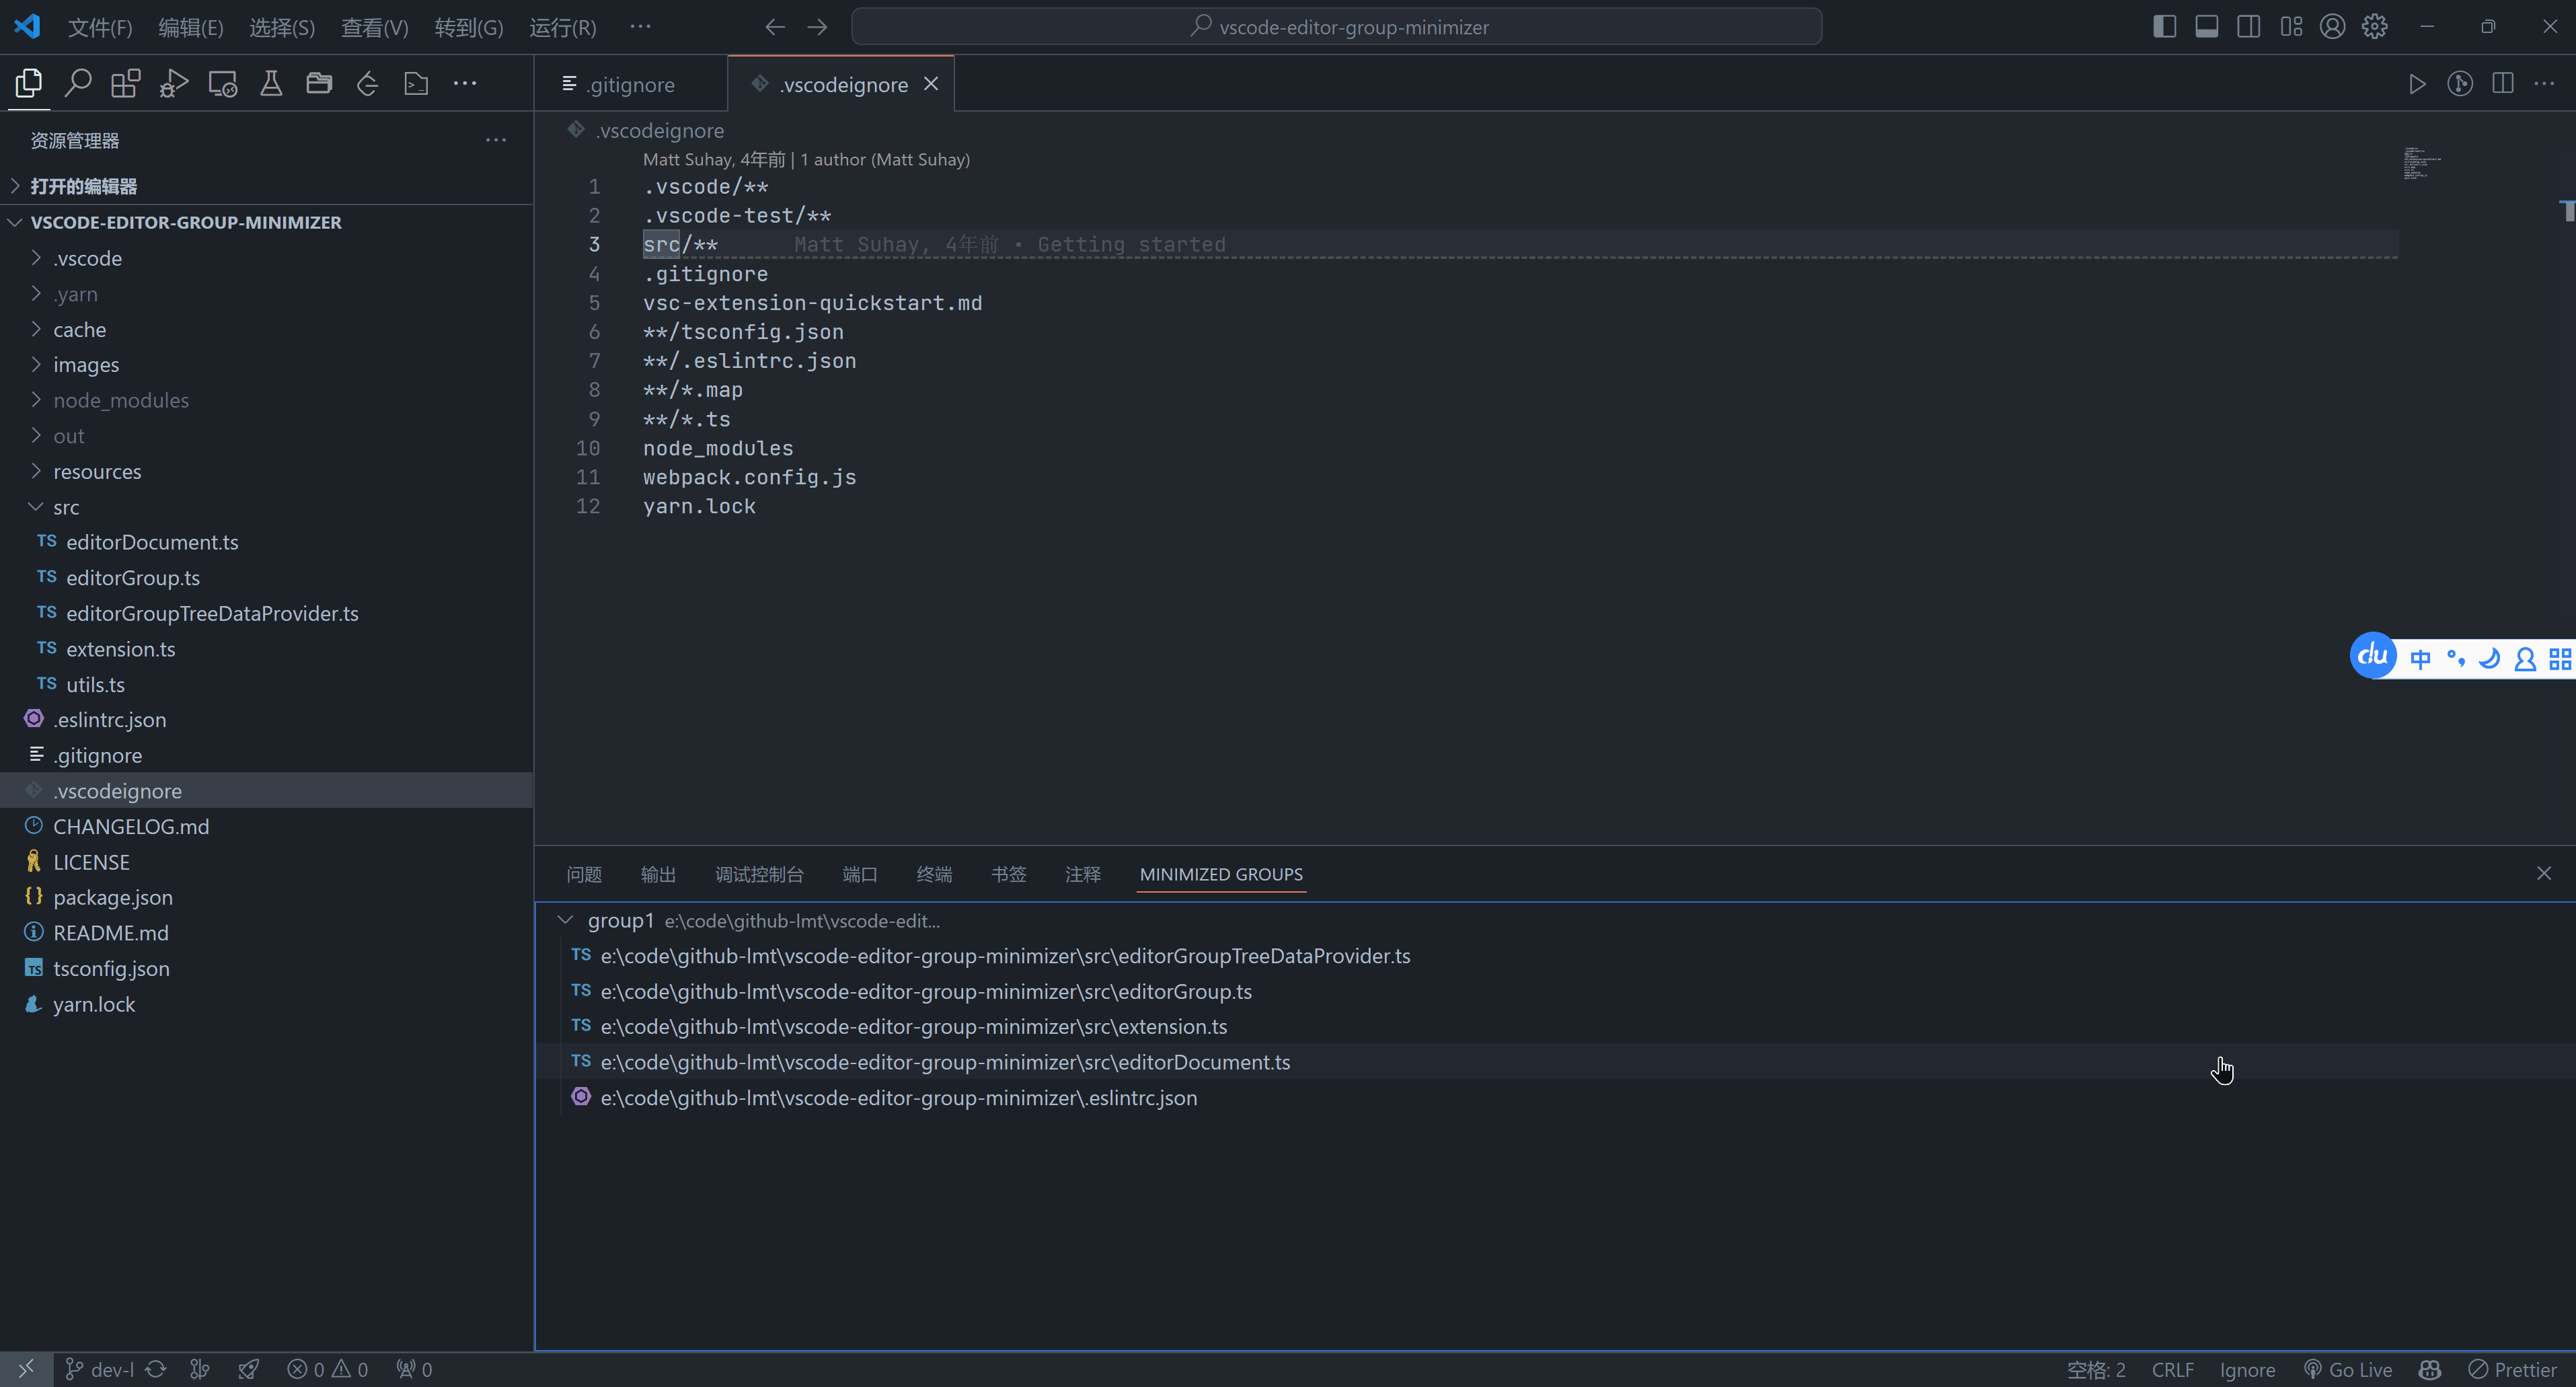 文件(F) 编辑(E) 选择(S) 查看(V) 转到(G) 运行(R) ··· vscode-editor-group-minimizer
.gitignore .vscodeignore
资源管理器
打开的编辑器
VSCODE-EDITOR-GROUP-MINIMIZER
.vscode
.yarn
cache
images
node_modules
out
resources
src
TS editorDocument.ts
TS editorGroup.ts
TS editorGroupTreeDataProvider.ts
TS extension.ts
TS utils.ts
.eslintrc.json
.gitignore
.vscodeignore
CHANGELOG.md
LICENSE
{} package.json
README.md
TS tsconfig.json
yarn.lock
.vscodeignore
Matt Suhay, 4年前 | 1 author (Matt Suhay)
1 .vscode/**
2 .vscode-test/**
3 src/** Matt Suhay, 4年前 • Getting started
4 .gitignore
5 vsc-extension-quickstart.md
6 **/tsconfig.json
7 **/.eslintrc.json
8 **/*.map
9 **/*.ts
10 node_modules
11 webpack.config.js
12 yarn.lock
du 中
问题 输出 调试控制台 端口 终端 书签 注释 MINIMIZED GROUPS
group1 e:\code\github-lmt\vscode-edit...
TS e:\code\github-lmt\vscode-editor-group-minimizer\src\editorGroupTreeDataProvider.ts
TS e:\code\github-lmt\vscode-editor-group-minimizer\src\editorGroup.ts
TS e:\code\github-lmt\vscode-editor-group-minimizer\src\extension.ts
TS e:\code\github-lmt\vscode-editor-group-minimizer\src\editorDocument.ts
e:\code\github-lmt\vscode-editor-group-minimizer\.eslintrc.json
dev-l 0 0 0 空格: 2 CRLF Ignore Go Live Prettier